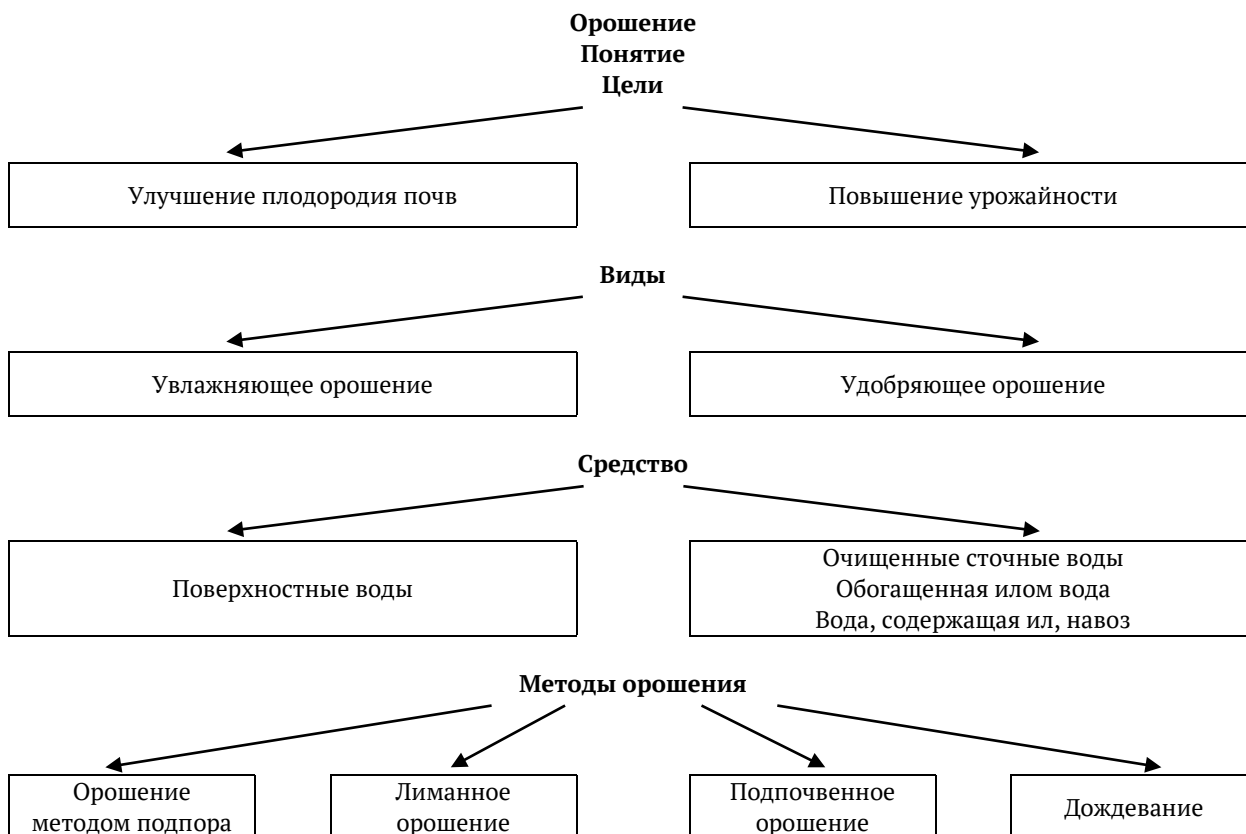 Орошение
Понятие
Цели
Улучшение плодородия почв
Повышение урожайности
Виды
Увлажняющее орошение
Удобряющее орошение
Средство
Поверхностные воды
Очищенные сточные воды
Обогащенная илом вода
Вода, содержащая ил, навоз
Методы орошения
Орошение
методом подпора
Лиманное
орошение
Подпочвенное
орошение
Дождевание